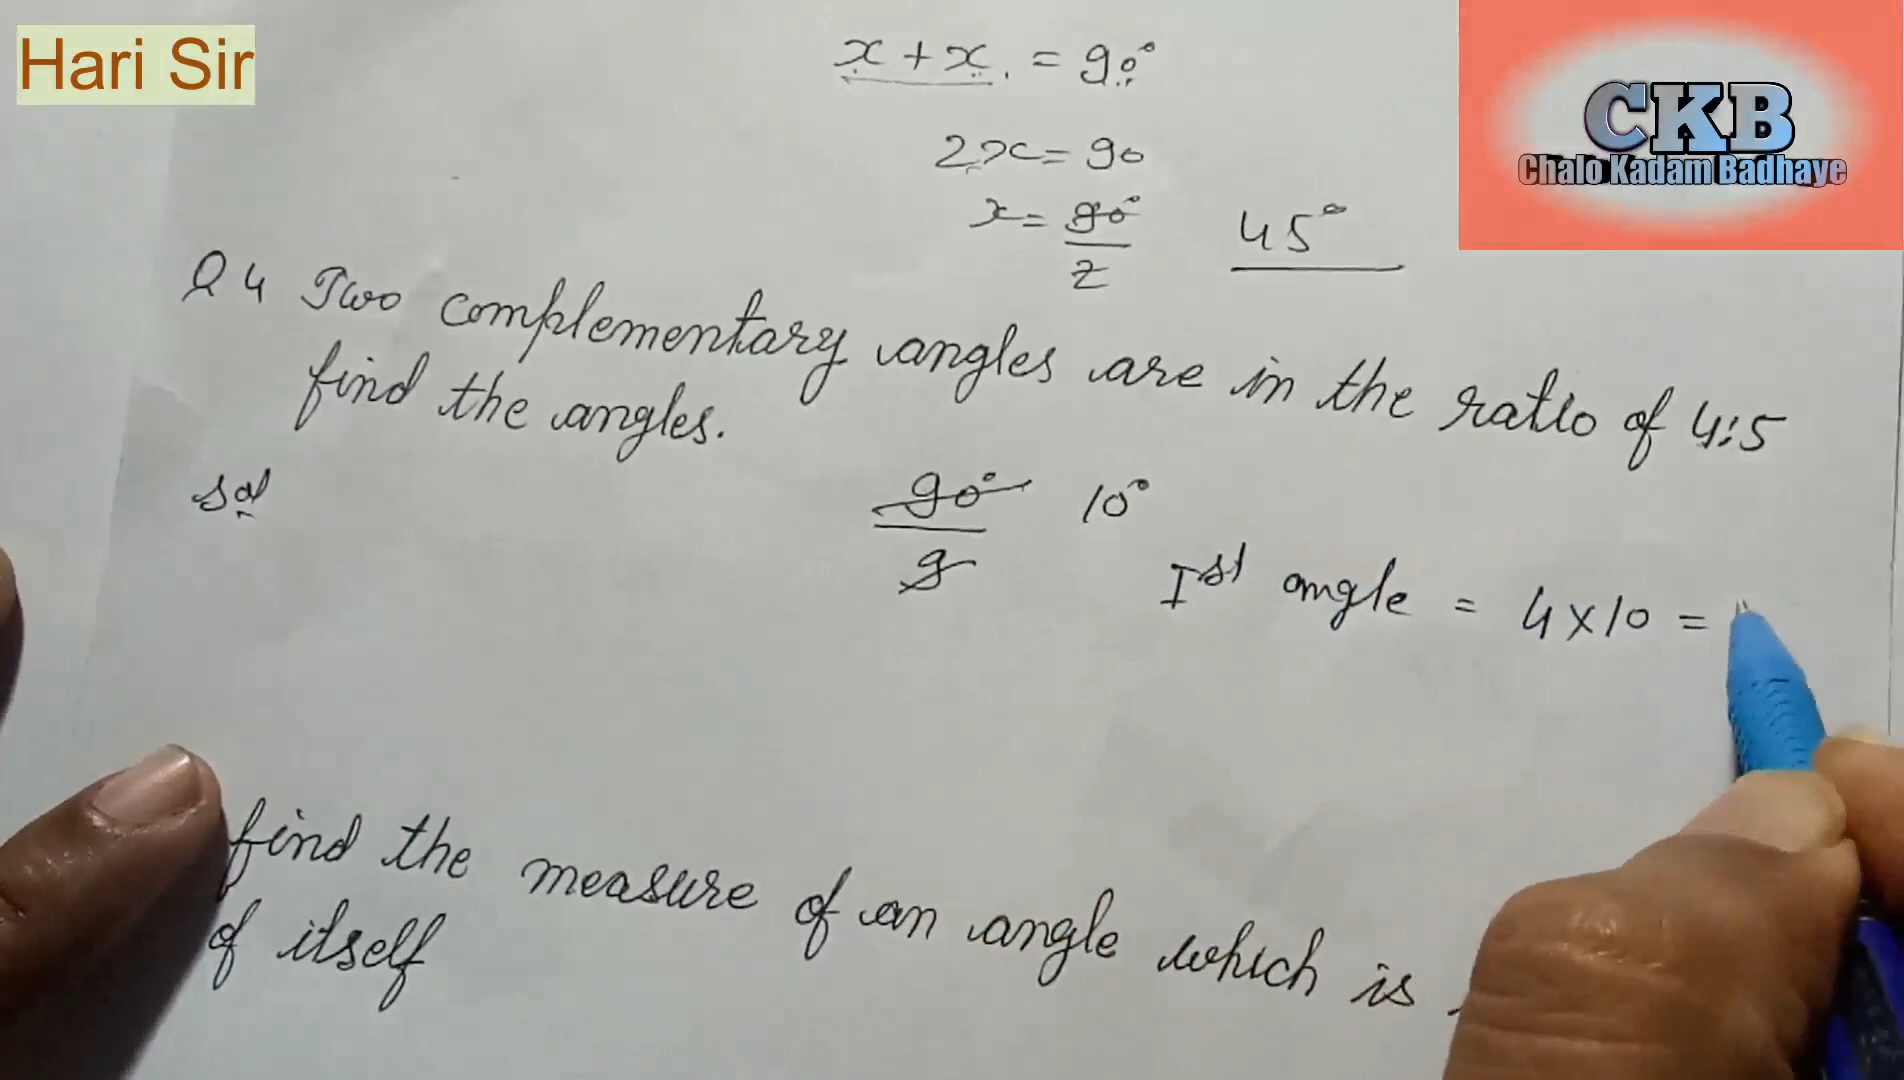 Hari Sir
CKB
Chalo Kadam Badhaye
x + x = 90°
2x = 90
x = 90°
2
45°
Q 4 Two complementary angles are in the ratio of 4:5
find the angles.
Sol
90° 10°
9
Ist angle = 4 x 10 =
find the measure of an angle which is
of itself